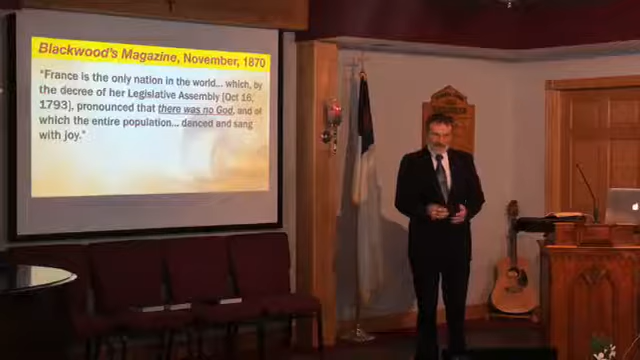 Blackwood's Magazine, November, 1870
"France is the only nation in the world... which, by
the decree of her Legislative Assembly [Oct 16,
1793], pronounced that there was no God, and of
which the entire population... danced and sang
with joy."